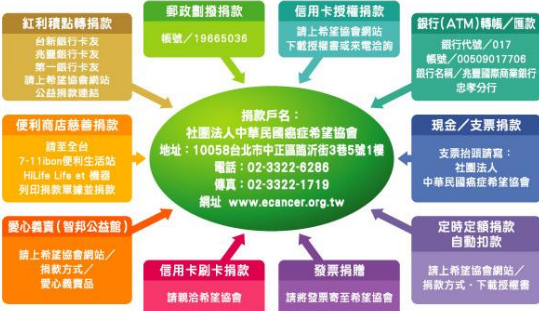 紅利積點轉捐款
台新銀行卡友
兆豐銀行卡友
第一銀行卡友
請上希望協會網站
公益捐款連結
郵政劃撥捐款
帳號／19665036
信用卡授權捐款
請上希望協會網站
下載授權書或來電洽詢
銀行(ATM)轉帳／匯款
銀行代號／017
帳號／00509017706
銀行名稱／兆豐國際商業銀行
忠孝分行
便利商店慈善捐款
請至全台
7-11ibon便利生活站
HiLife Life et 機器
列印捐款單據並捐款
捐款戶名：
社團法人中華民國癌症希望協會
地址：10058台北市中正區臨沂街3巷5號1樓
電話：02-3322-6286
傳真：02-3322-1719
網址 www.ecancer.org.tw
現金／支票捐款
支票抬頭請寫：
社團法人
中華民國癌症希望協會
愛心義賣(智邦公益館)
請上希望協會網站／
捐款方式／
愛心義賣品
信用卡刷卡捐款
請親洽希望協會
發票捐贈
請將發票寄至希望協會
定時定額捐款
自動扣款
請上希望協會網站／
捐款方式．下載授權書